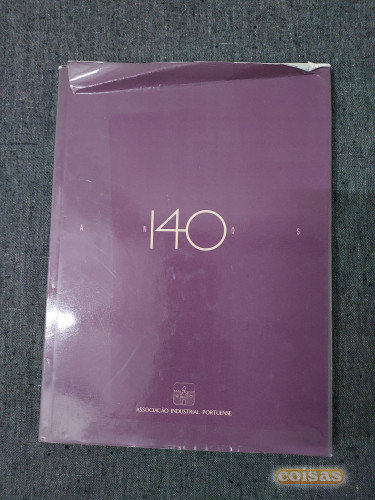 140
A N O S
ASSOCIAÇÃO INDUSTRIAL PORTUENSE
coisas